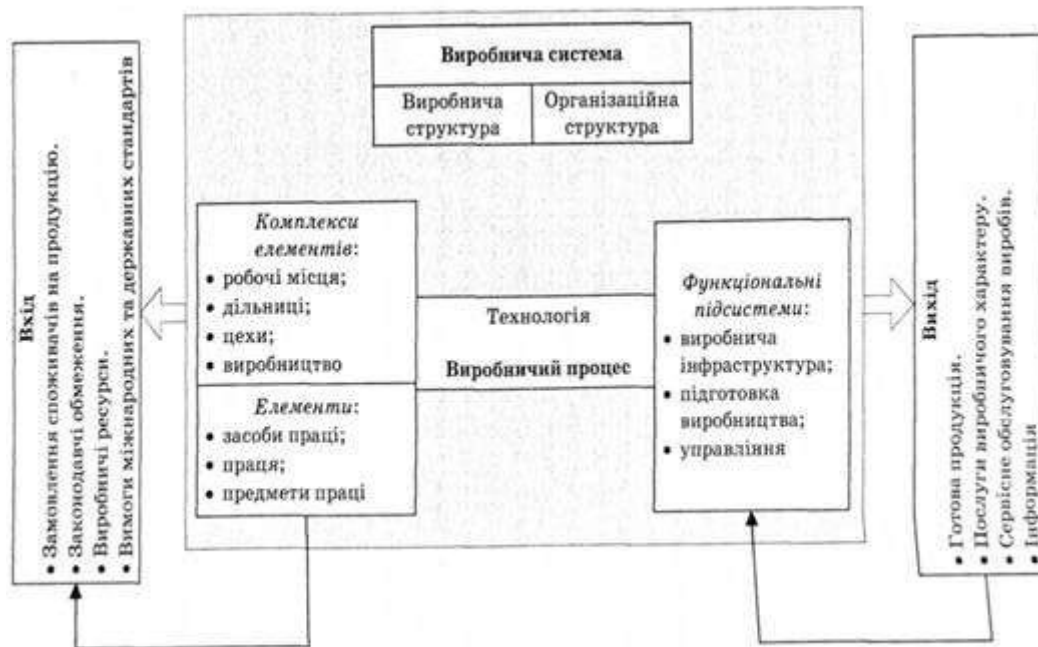 Вхід
• Замовлення споживачів на продукцію.
• Законодавчі обмеження.
• Виробничі ресурси.
• Вимоги міжнародних та державних стандартів
Виробнича система
Виробнича
структура
Організаційна
структура
Комплекси
елементів:
• робочі місця;
• дільниці;
• цехи;
• виробництво
Елементи:
• засоби праці;
• праця;
• предмети праці
Технологія
Виробничий процес
Функціональні
підсистеми:
• виробнича
інфраструктура;
• підготовка
виробництва;
• управління
Вихід
• Готова продукція.
• Послуги виробничого характеру.
• Сервісне обслуговування виробів.
• Інформація